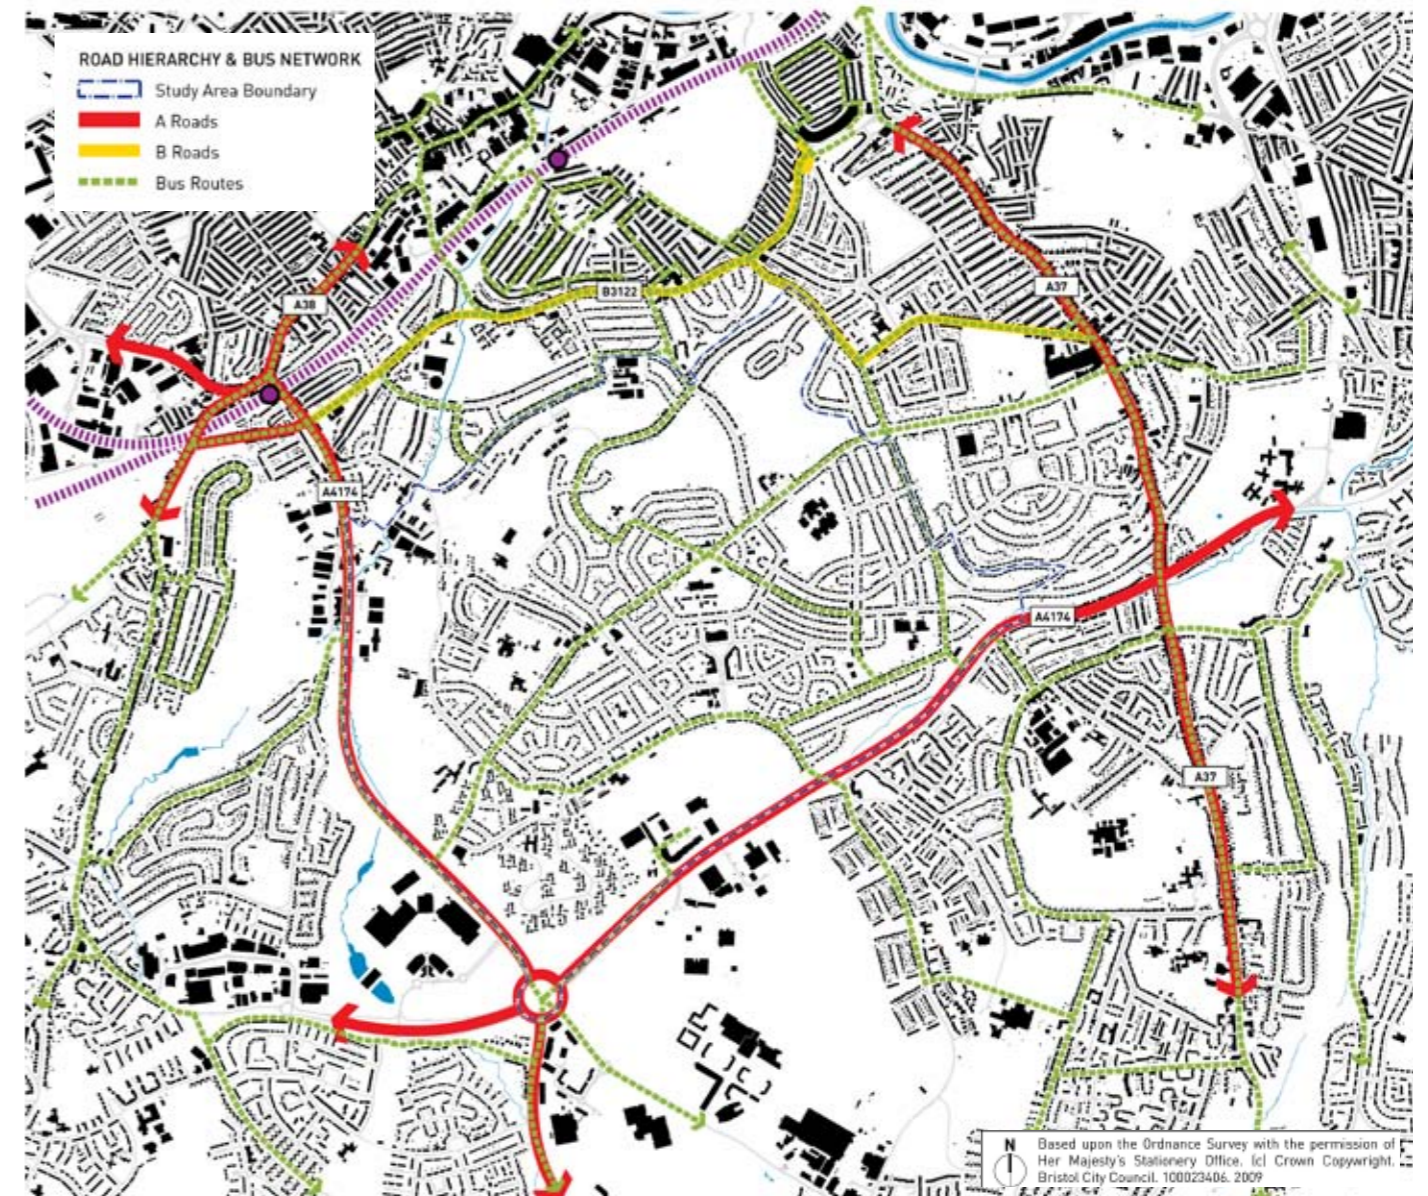 ROAD HIERARCHY & BUS NETWORK
Study Area Boundary
A Roads
B Roads
Bus Routes
A38
B3122
A37
A4174
A4174
A37
N
Based upon the Ordnance Survey with the permission of
Her Majesty's Stationery Office. (c) Crown Copywright.
Bristol City Council. 100023406. 2009